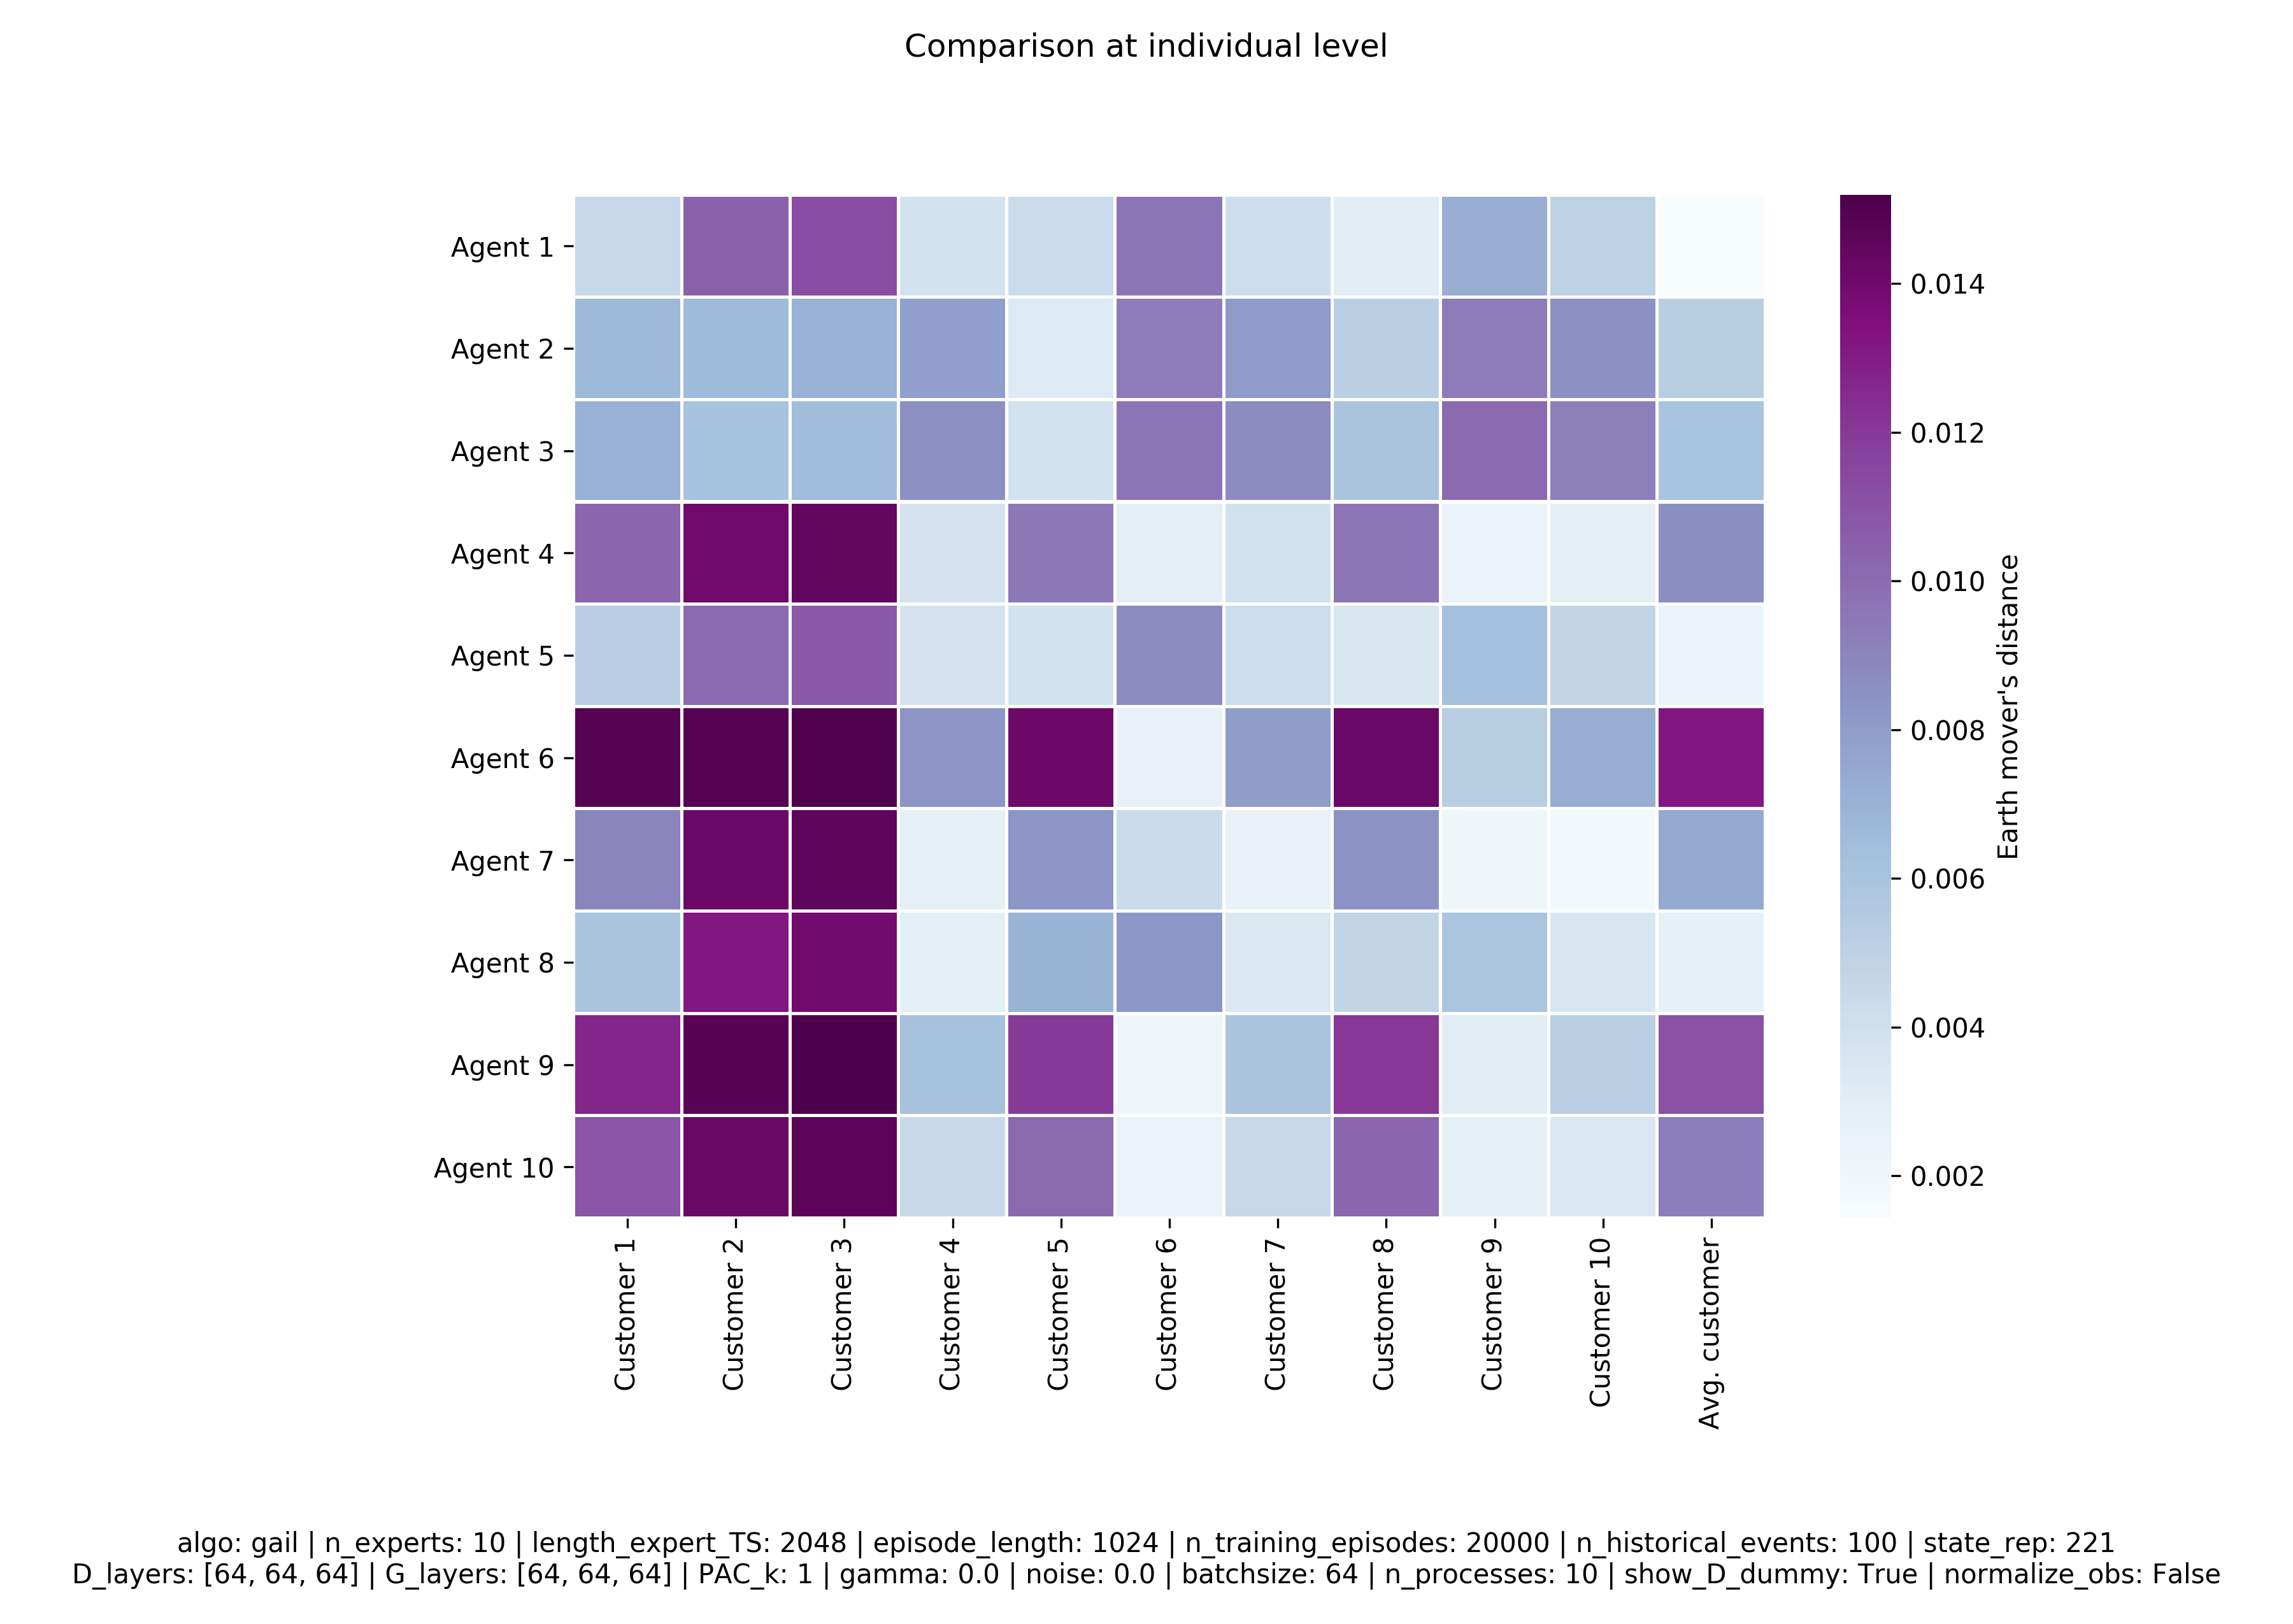 Comparison at individual level
Agent 1
Agent 2
Agent 3
Agent 4
Agent 5
Agent 6
Agent 7
Agent 8
Agent 9
Agent 10
Customer 1
Customer 2
Customer 3
Customer 4
Customer 5
Customer 6
Customer 7
Customer 8
Customer 9
Customer 10
Avg. customer
0.014
0.012
0.010
0.008
0.006
0.004
0.002
Earth mover's distance
algo: gail | n_experts: 10 | length_expert_TS: 2048 | episode_length: 1024 | n_training_episodes: 20000 | n_historical_events: 100 | state_rep: 221
D_layers: [64, 64, 64] | G_layers: [64, 64, 64] | PAC_k: 1 | gamma: 0.0 | noise: 0.0 | batchsize: 64 | n_processes: 10 | show_D_dummy: True | normalize_obs: False